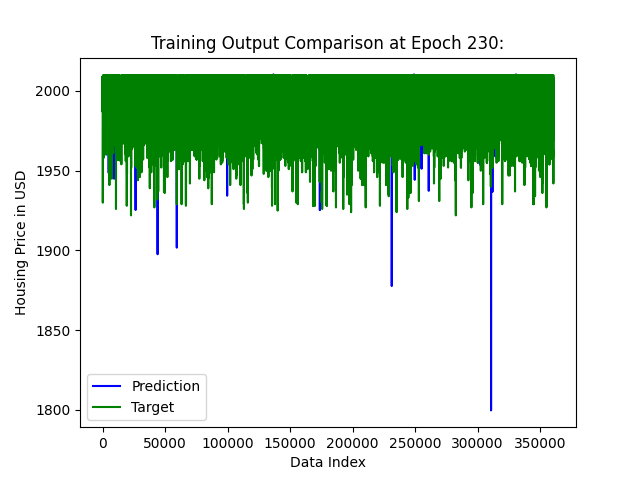 Training Output Comparison at Epoch 230:
Housing Price in USD
2000
1950
1900
1850
1800
Prediction
Target
0 50000 100000 150000 200000 250000 300000 350000
Data Index